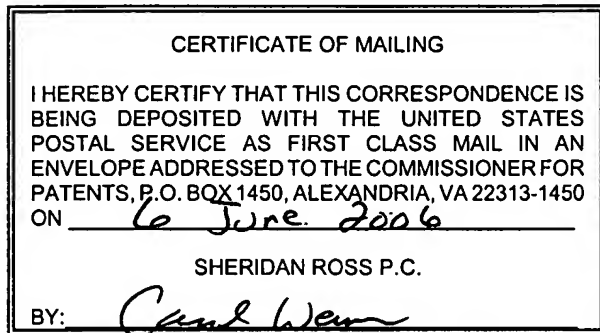 CERTIFICATE OF MAILING
I HEREBY CERTIFY THAT THIS CORRESPONDENCE IS
BEING DEPOSITED WITH THE UNITED STATES
POSTAL SERVICE AS FIRST CLASS MAIL IN AN
ENVELOPE ADDRESSED TO THE COMMISSIONER FOR
PATENTS, P.O. BOX 1450, ALEXANDRIA, VA 22313-1450
ON 6 June 2006
SHERIDAN ROSS P.C.
BY: